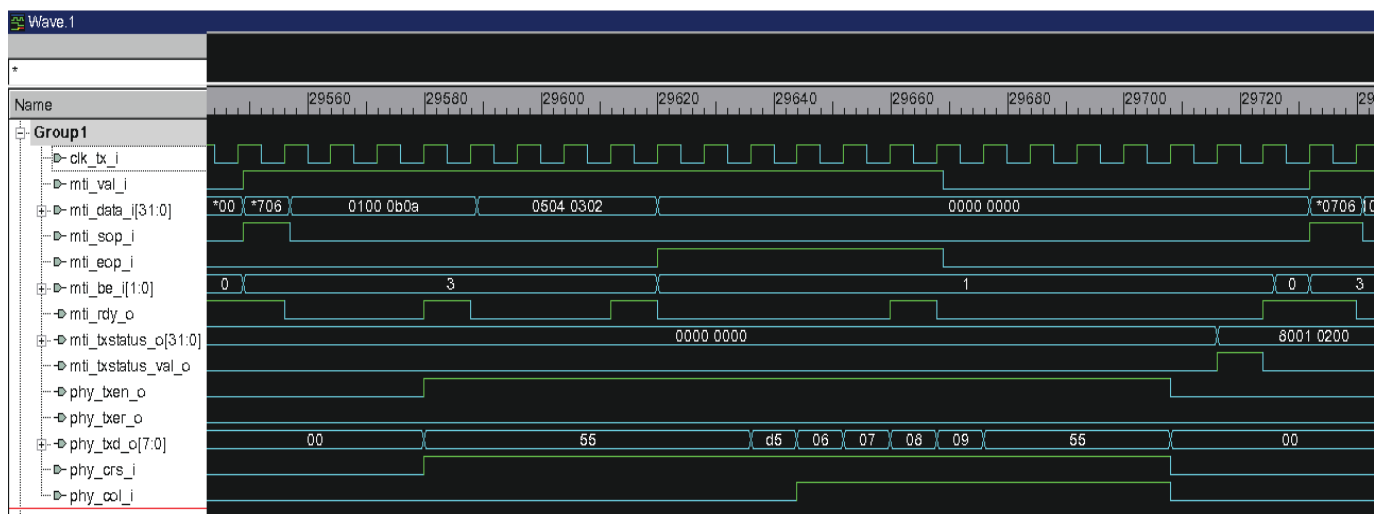 Wave.1
*
Name 29560 29580 29600 29620 29640 29660 29680 29700 29720 29
Group1
clk_tx_i
mti_val_i
mti_data_i[31:0] *00 *706 0100 0b0a 0504 0302 0000 0000 *0706 0
mti_sop_i
mti_eop_i
mti_be_i[1:0] 0 3 1 0 3
mti_rdy_o
mti_txstatus_o[31:0] 0000 0000 8001 0200
mti_txstatus_val_o
phy_txen_o
phy_txer_o
phy_txd_o[7:0] 00 55 d5 06 07 08 09 55 00
phy_crs_i
phy_col_i